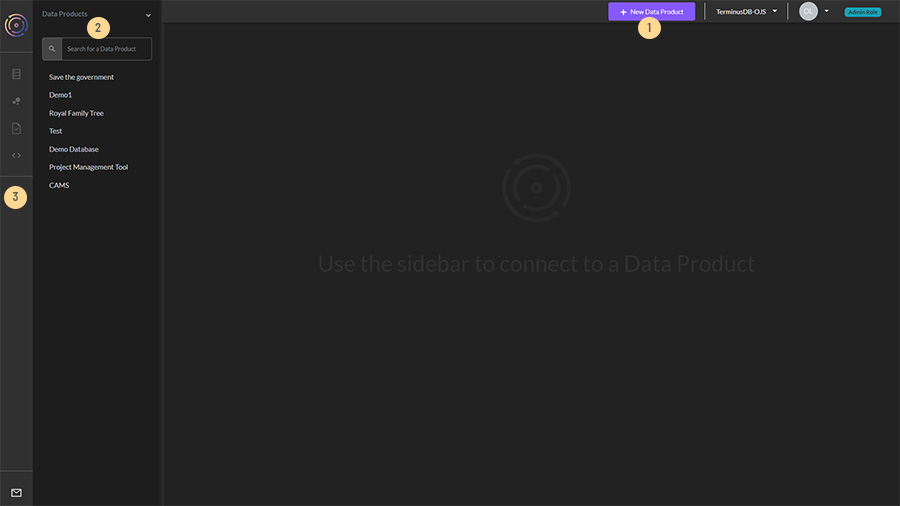 Data Products
2
New Data Product
1
TerminusDB-OJS
OL
Admin Role
Search for a Data Product
Save the government
Demo1
Royal Family Tree
Test
Demo Database
Project Management Tool
CAMS
3
Use the sidebar to connect to a Data Product